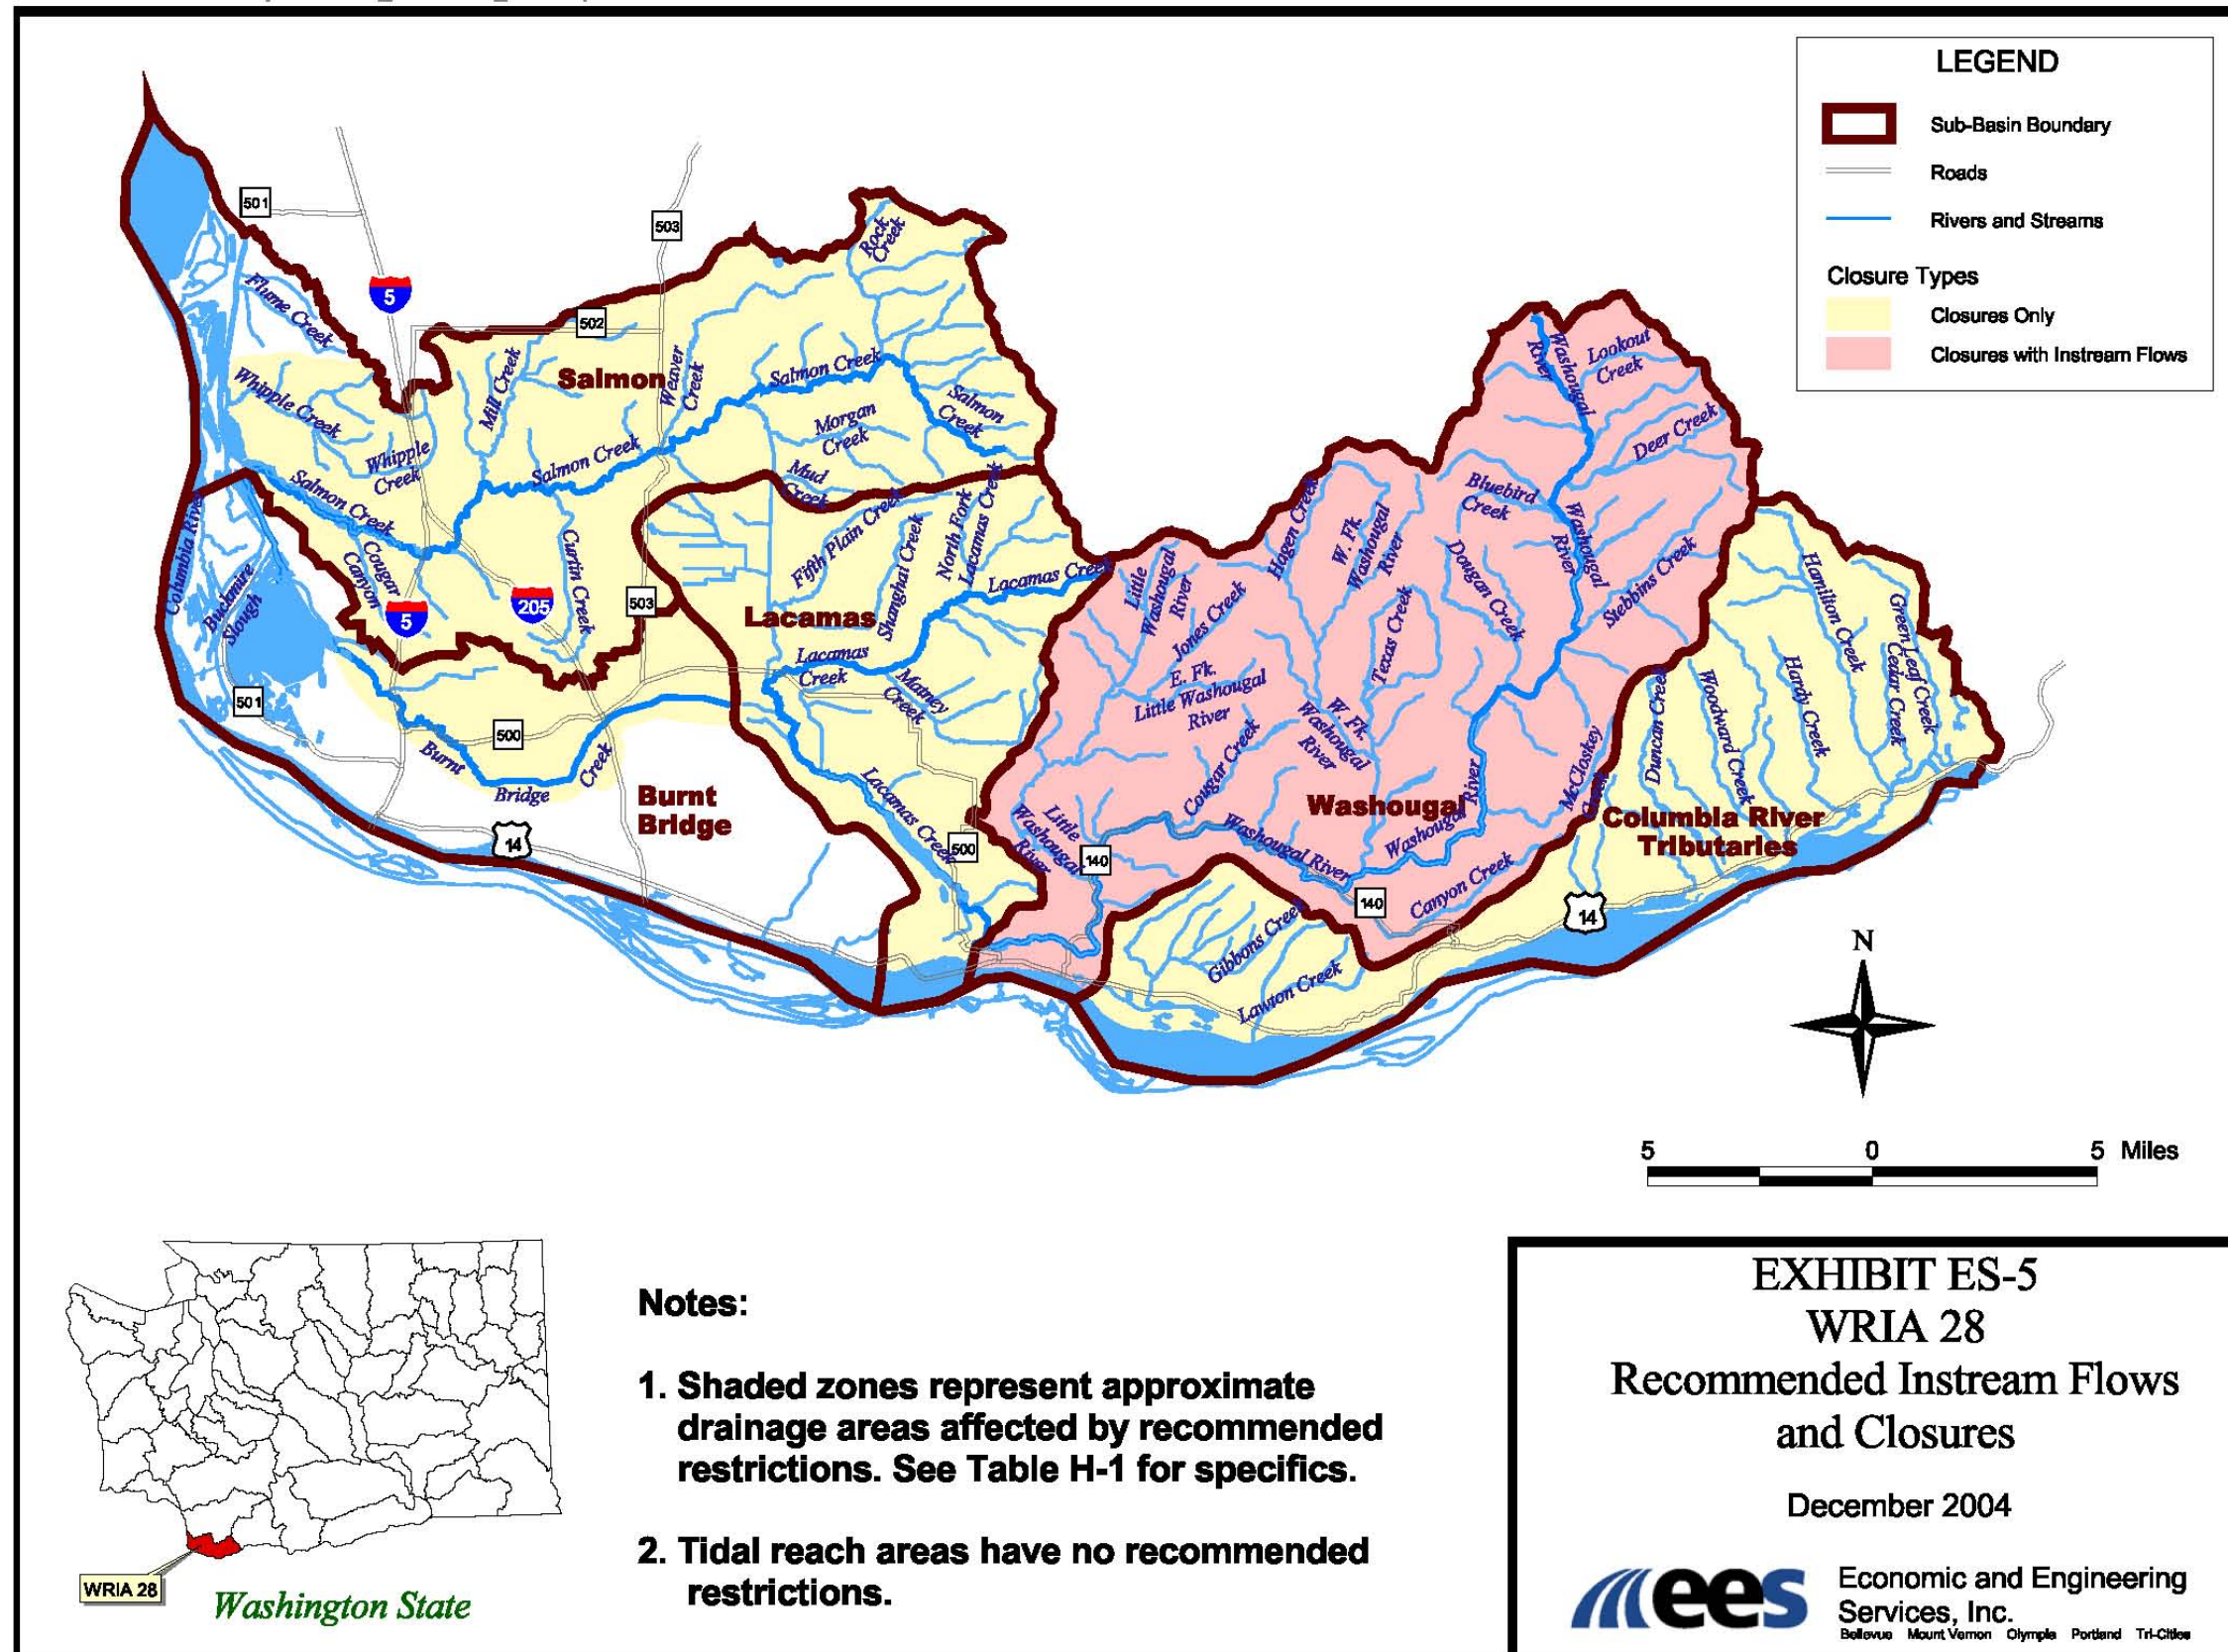 LEGEND
Sub-Basin Boundary
Roads
Rivers and Streams
Closure Types
Closures Only
Closures with Instream Flows
501
5
503
502
Rock
Creek
Flume Creek
Whipple Creek
Whipple
Creek
Mill Creek
Salmon
Weaver
Creek
Salmon Creek
Salmon
Creek
Morgan
Creek
Mud
Creek
Salmon Creek
Salmon Creek
Cougar
Canyon
Curtin Creek
5
205
503
Columbia River
Buckmire
Slough
501
Burnt
Bridge
Creek
500
14
Burnt
Bridge
Lacamas
Fifth Plain Creek
Shanghai Creek
North Fork
Lacamas Creek
Lacamas Creek
Lacamas
Creek
Matney
Creek
Lacamas Creek
500
Little
Washougal
River
Jones Creek
E. Fk.
Little Washougal
River
Hagen Creek
W. Fk.
Washougal
River
Texas Creek
Dougan Creek
Bluebird
Creek
Washougal
River
Lookout
Creek
Deer Creek
Washougal
River
Stebbins Creek
W. Fk.
Washougal
River
Cougar Creek
Little
Washougal
River
140
Washougal River
Washougal
Washougal River
McCloskey
Creek
Canyon Creek
140
Gibbons Creek
Lawton Creek
Duncan Creek
Woodward Creek
Hardy Creek
Hamilton Creek
Green Leaf Creek
Cedar Creek
Columbia River
Tributaries
14
N
5 0 5 Miles
WRIA 28
Washington State
Notes:
1. Shaded zones represent approximate
drainage areas affected by recommended
restrictions. See Table H-1 for specifics.
2. Tidal reach areas have no recommended
restrictions.
EXHIBIT ES-5
WRIA 28
Recommended Instream Flows
and Closures
December 2004
ees
Economic and Engineering
Services, Inc.
Bellevue Mount Vernon Olympia Portland Tri-Cities